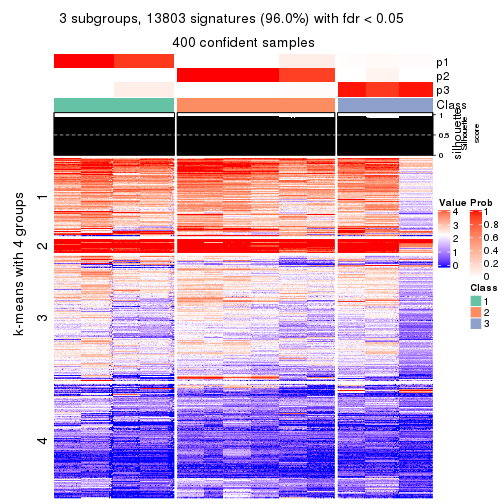 3 subgroups, 13803 signatures (96.0%) with fdr < 0.05
400 confident samples
p1
p2
p3
Class
1
0.5
0
silhouette
Silhouette
score
k-means with 4 groups
1
2
3
4
Value
4
3
2
1
0
Prob
1
0.8
0.6
0.4
0.2
0
Class
1
2
3